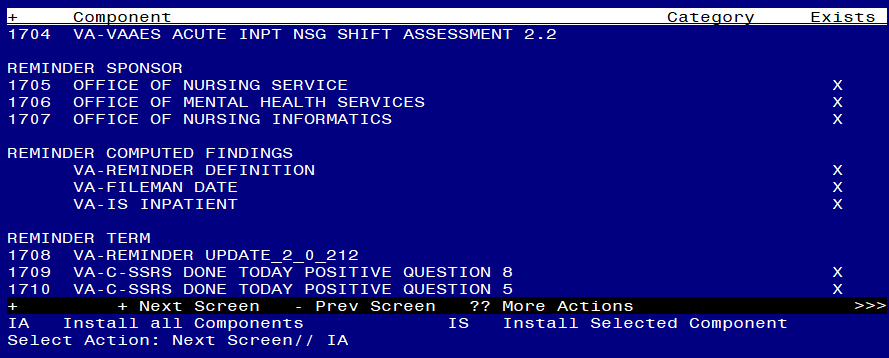 + Component Category Exists
1704 VA-VAAES ACUTE INPT NSG SHIFT ASSESSMENT 2.2
REMINDER SPONSOR
1705 OFFICE OF NURSING SERVICE X
1706 OFFICE OF MENTAL HEALTH SERVICES X
1707 OFFICE OF NURSING INFORMATICS X
REMINDER COMPUTED FINDINGS
VA-REMINDER DEFINITION X
VA-FILEMAN DATE X
VA-IS INPATIENT X
REMINDER TERM
1708 VA-REMINDER UPDATE_2_0_212
1709 VA-C-SSRS DONE TODAY POSITIVE QUESTION 8 X
1710 VA-C-SSRS DONE TODAY POSITIVE QUESTION 5 X
+ + Next Screen - Prev Screen ?? More Actions >>>
IA Install all Components IS Install Selected Component
Select Action: Next Screen// IA